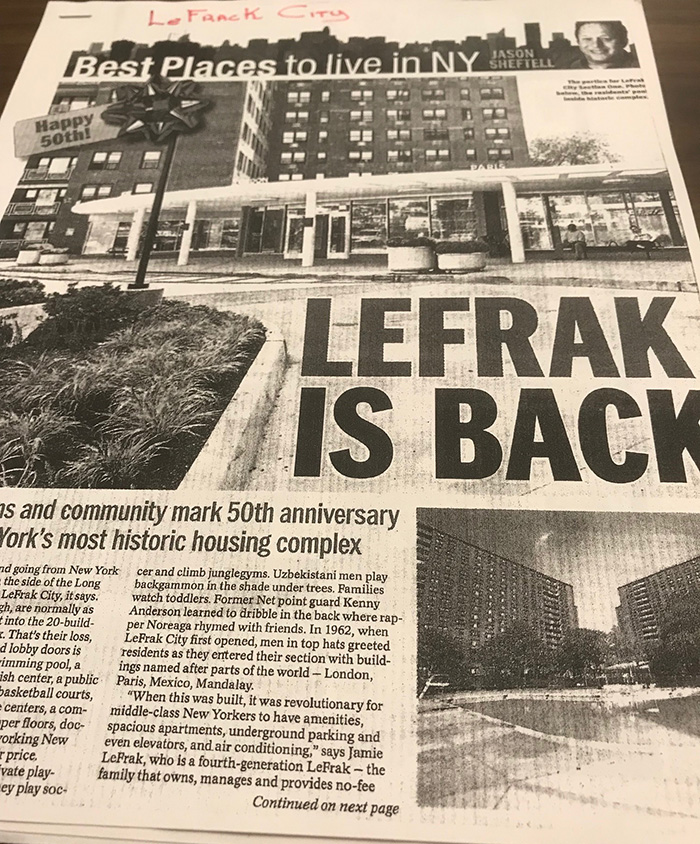 LeFrack City
Best Places to live in NY
JASON
SHEFTELL
The portico for LeFrak
City Section One. Photo
below, the residents' pool
inside historic complex.
Happy
50th!
PARIS
LEFRAK
IS BACK
ns and community mark 50th anniversary
York's most historic housing complex
nd going from New York
the side of the Long
LeFrak City, it says.
gh, are normally as
t into the 20-build-
x. That's their loss,
d lobby doors is
imming pool, a
ish center, a public
basketball courts,
e centers, a com-
per floors, doc-
working New
r price.
ivate play-
ey play soc-
cer and climb junglegyms. Uzbekistani men play
backgammon in the shade under trees. Families
watch toddlers. Former Net point guard Kenny
Anderson learned to dribble in the back where rap-
per Noreaga rhymed with friends. In 1962, when
LeFrak City first opened, men in top hats greeted
residents as they entered their section with build-
ings named after parts of the world — London,
Paris, Mexico, Mandalay.
"When this was built, it was revolutionary for
middle-class New Yorkers to have amenities,
spacious apartments, underground parking and
even elevators, and air conditioning," says Jamie
LeFrak, who is a fourth-generation LeFrak — the
family that owns, manages and provides no-fee
Continued on next page